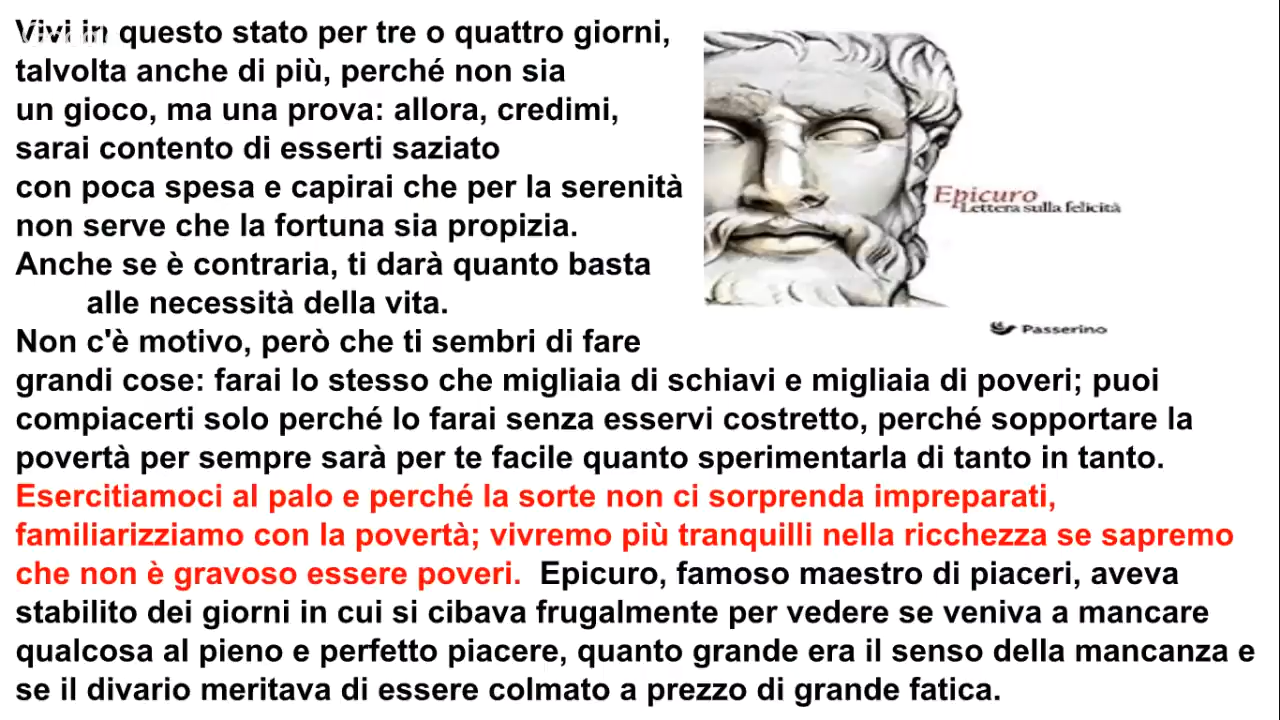 Vivi in questo stato per tre o quattro giorni,
talvolta anche di più, perché non sia
un gioco, ma una prova: allora, credimi,
sarai contento di esserti saziato
con poca spesa e capirai che per la serenità
non serve che la fortuna sia propizia.
Anche se è contraria, ti darà quanto basta
alle necessità della vita.
Non c'è motivo, però che ti sembri di fare
grandi cose: farai lo stesso che migliaia di schiavi e migliaia di poveri; puoi
compiacerti solo perché lo farai senza esservi costretto, perché sopportare la
povertà per sempre sarà per te facile quanto sperimentarla di tanto in tanto.
Esercitiamoci al palo e perché la sorte non ci sorprenda impreparati,
familiarizziamo con la povertà; vivremo più tranquilli nella ricchezza se sapremo
che non è gravoso essere poveri. Epicuro, famoso maestro di piaceri, aveva
stabilito dei giorni in cui si cibava frugalmente per vedere se veniva a mancare
qualcosa al pieno e perfetto piacere, quanto grande era il senso della mancanza e
se il divario meritava di essere colmato a prezzo di grande fatica.
Epicuro
Lettera sulla felicità
Passerino